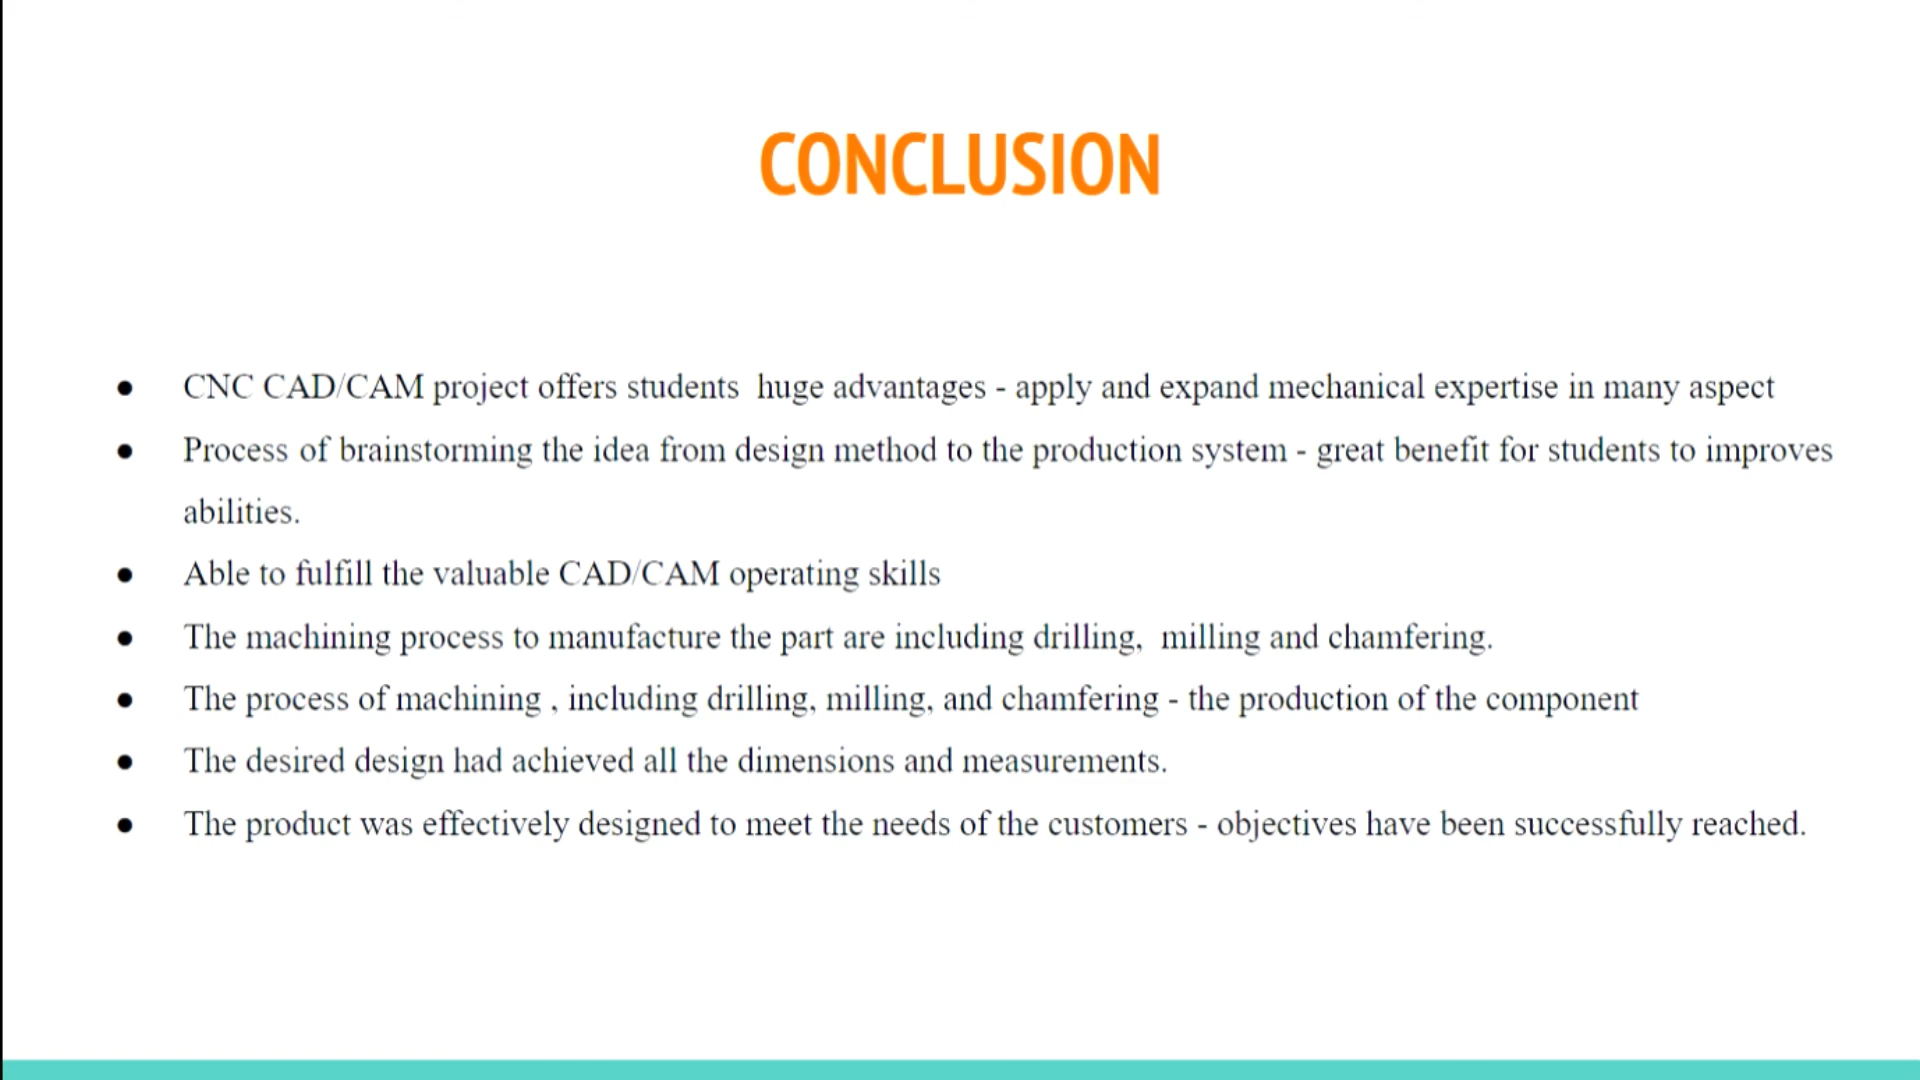 CONCLUSION
● CNC CAD/CAM project offers students  huge advantages - apply and expand mechanical expertise in many aspect
● Process of brainstorming the idea from design method to the production system - great benefit for students to improves
abilities.
● Able to fulfill the valuable CAD/CAM operating skills
● The machining process to manufacture the part are including drilling,  milling and chamfering.
● The process of machining , including drilling, milling, and chamfering - the production of the component
● The desired design had achieved all the dimensions and measurements.
● The product was effectively designed to meet the needs of the customers - objectives have been successfully reached.